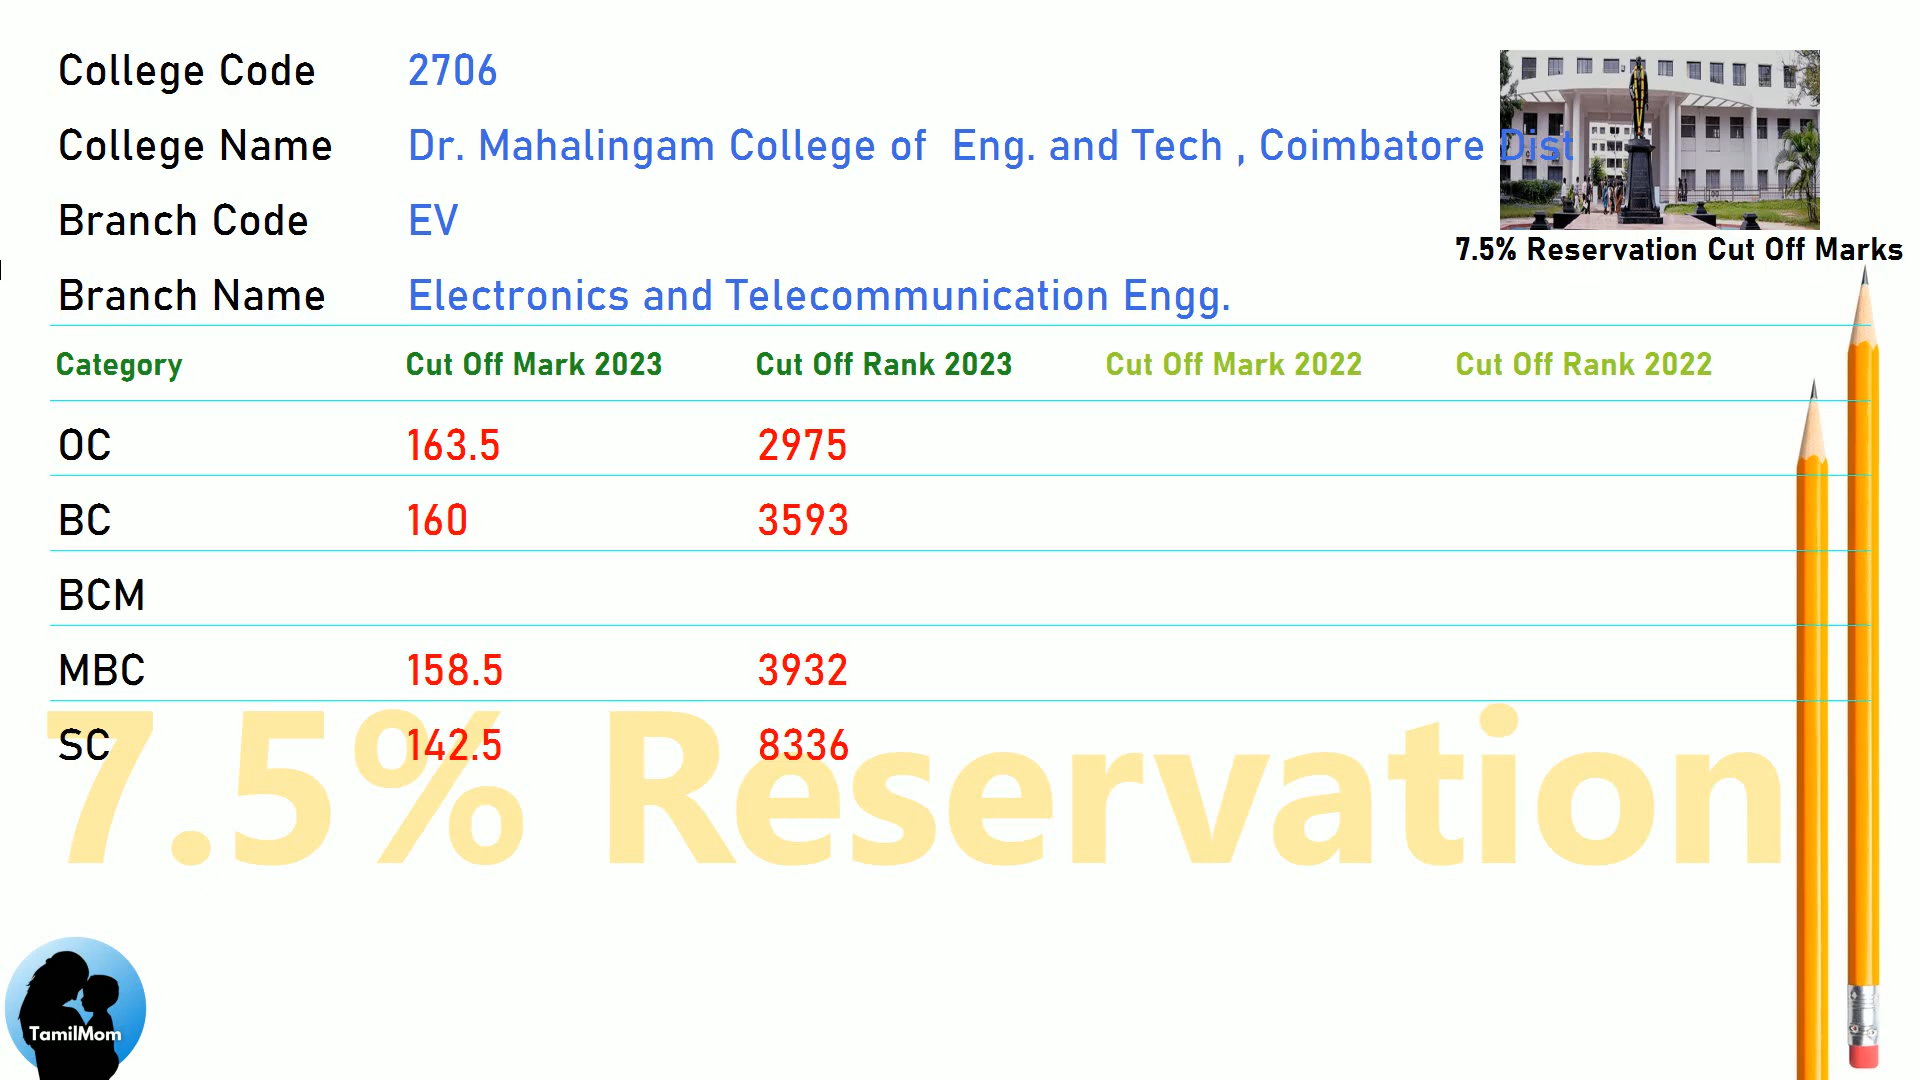 College Code 2706
College Name Dr. Mahalingam College of Eng. and Tech , Coimbatore Dist
Branch Code EV
7.5% Reservation Cut Off Marks
Branch Name Electronics and Telecommunication Engg.
Category Cut Off Mark 2023 Cut Off Rank 2023 Cut Off Mark 2022 Cut Off Rank 2022
OC 163.5 2975
BC 160 3593
BCM
MBC 158.5 3932
SC 142.5 8336
7.5% Reservation
TamilMom